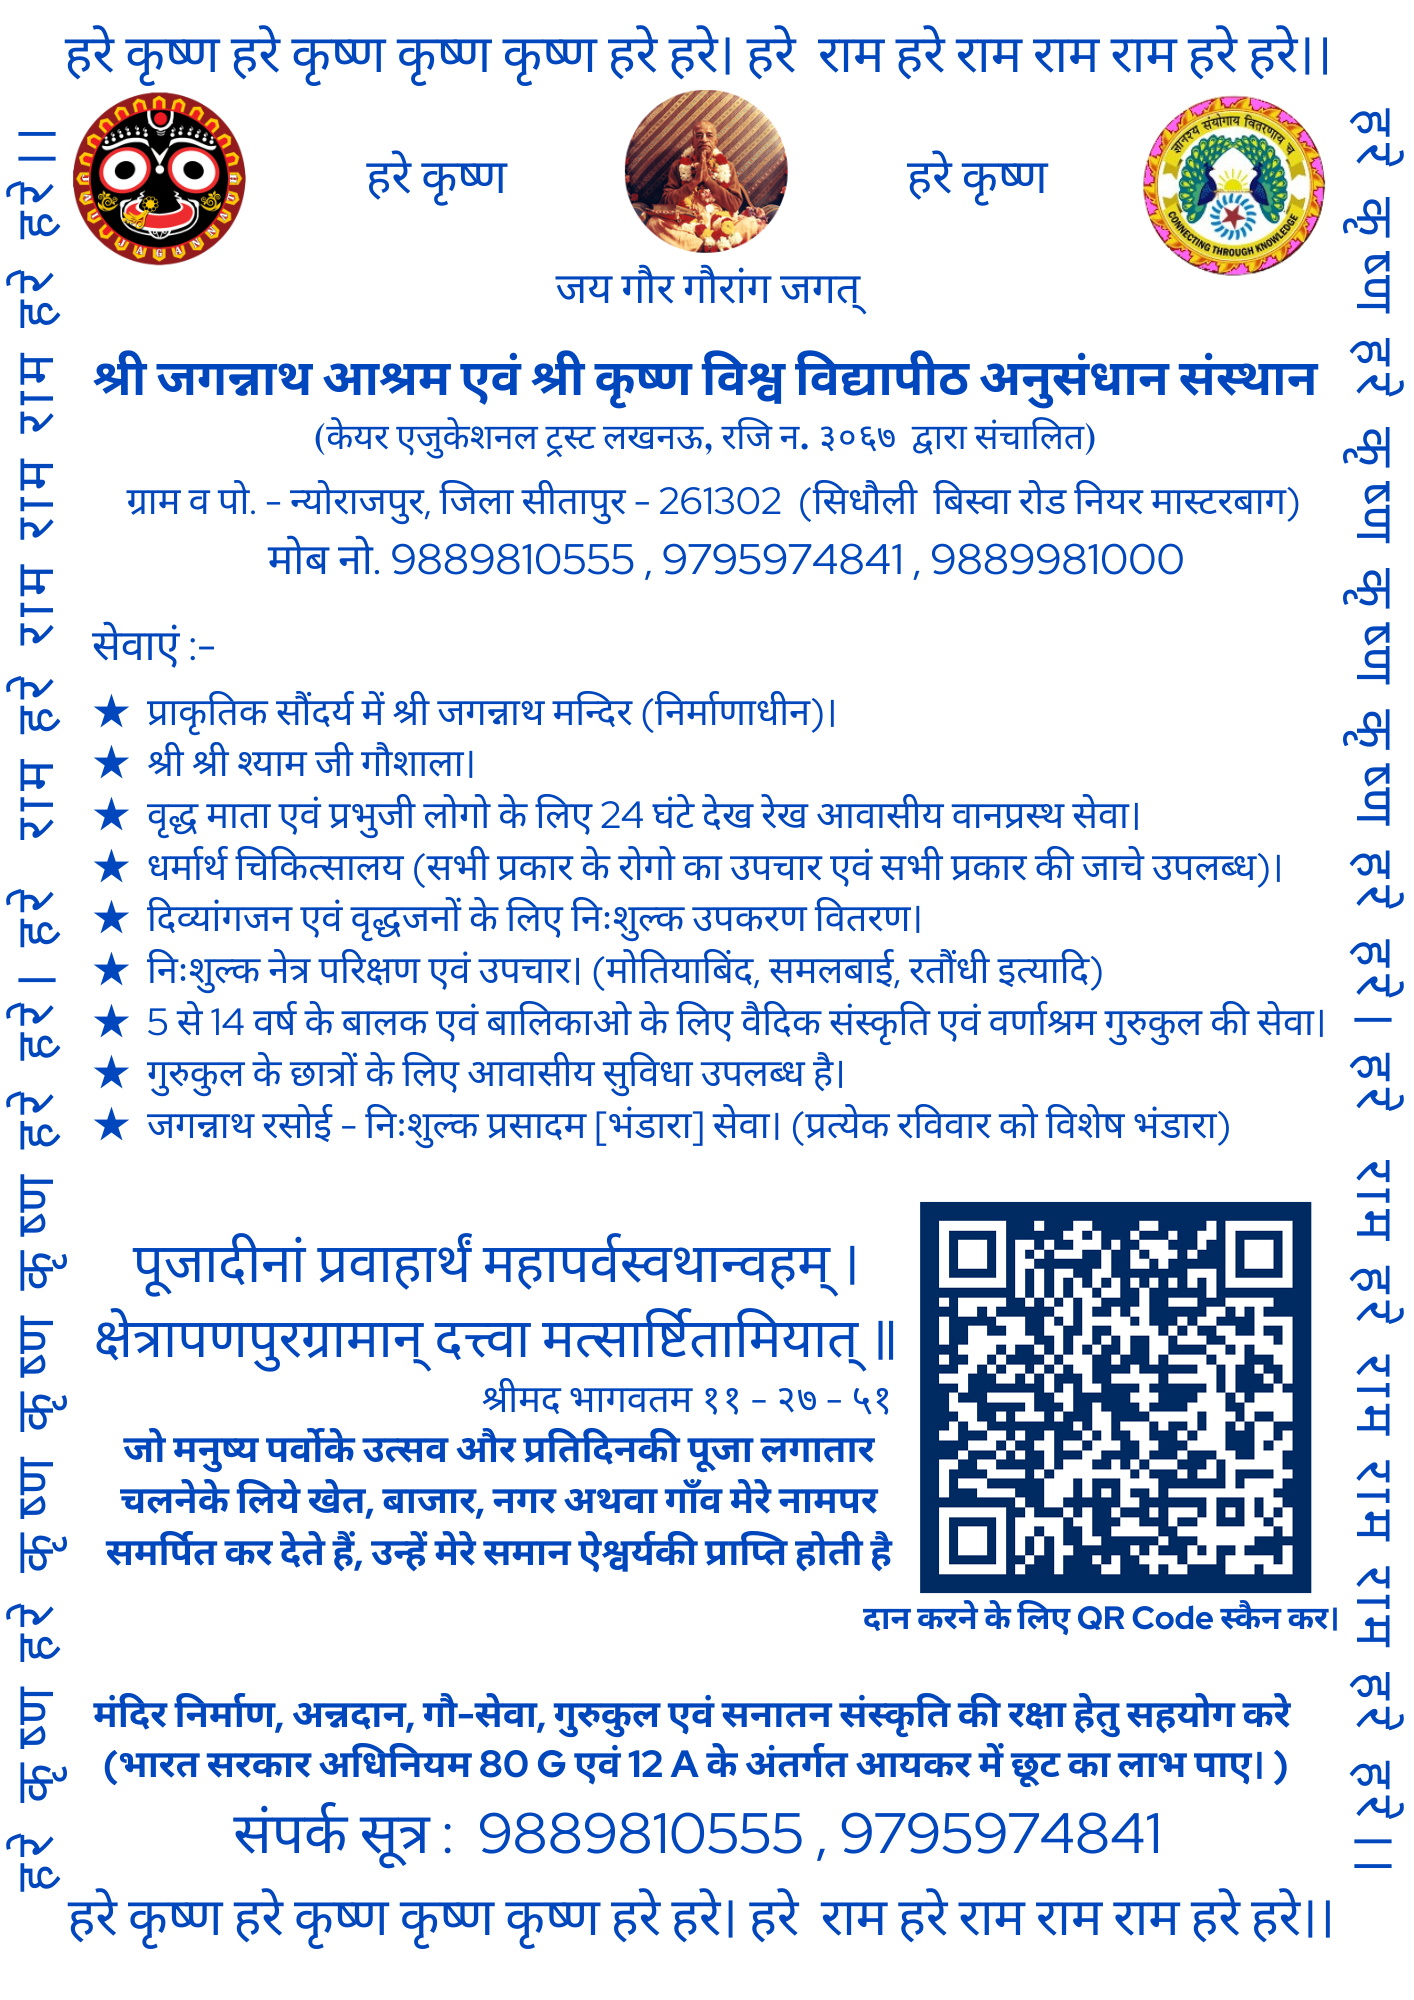 हरे कृष्ण हरे कृष्ण कृष्ण कृष्ण हरे हरे। हरे राम हरे राम राम राम हरे हरे।।
हरे कृष्ण
हरे कृष्ण
ज्ञानश्य संयोगाय वितरणाय च
CONNECTING THROUGH KNOWLEDGE
जय गौर गौरांग जगत्
श्री जगन्नाथ आश्रम एवं श्री कृष्ण विश्व विद्यापीठ अनुसंधान संस्थान
(केयर एजुकेशनल ट्रस्ट लखनऊ, रजि न. ३०६७ द्वारा संचालित)
ग्राम व पो. - न्योराजपुर, जिला सीतापुर - 261302 (सिधौली बिस्वा रोड नियर मास्टरबाग)
मोब नो. 9889810555 , 9795974841 , 9889981000
सेवाएं :-
★ प्राकृतिक सौंदर्य में श्री जगन्नाथ मन्दिर (निर्माणाधीन)।
★ श्री श्री श्याम जी गौशाला।
★ वृद्ध माता एवं प्रभुजी लोगो के लिए 24 घंटे देख रेख आवासीय वानप्रस्थ सेवा।
★ धर्मार्थ चिकित्सालय (सभी प्रकार के रोगो का उपचार एवं सभी प्रकार की जाचे उपलब्ध)।
★ दिव्यांगजन एवं वृद्धजनों के लिए निःशुल्क उपकरण वितरण।
★ निःशुल्क नेत्र परिक्षण एवं उपचार। (मोतियाबिंद, समलबाई, रतौंधी इत्यादि)
★ 5 से 14 वर्ष के बालक एवं बालिकाओ के लिए वैदिक संस्कृति एवं वर्णाश्रम गुरुकुल की सेवा।
★ गुरुकुल के छात्रों के लिए आवासीय सुविधा उपलब्ध है।
★ जगन्नाथ रसोई - निःशुल्क प्रसादम [भंडारा] सेवा। (प्रत्येक रविवार को विशेष भंडारा)
पूजादीनां प्रवाहार्थं महापर्वस्वथान्वहम् ।
क्षेत्रापणपुरग्रामान् दत्त्वा मत्सार्ष्टितामियात् ॥
श्रीमद भागवतम ११ - २७ - ५१
जो मनुष्य पर्वोके उत्सव और प्रतिदिनकी पूजा लगातार
चलनेके लिये खेत, बाजार, नगर अथवा गाँव मेरे नामपर
समर्पित कर देते हैं, उन्हें मेरे समान ऐश्वर्यकी प्राप्ति होती है
दान करने के लिए QR Code स्कैन कर।
मंदिर निर्माण, अन्नदान, गौ-सेवा, गुरुकुल एवं सनातन संस्कृति की रक्षा हेतु सहयोग करे
(भारत सरकार अधिनियम 80 G एवं 12 A के अंतर्गत आयकर में छूट का लाभ पाए। )
संपर्क सूत्र : 9889810555 , 9795974841
हरे कृष्ण हरे कृष्ण कृष्ण कृष्ण हरे हरे। हरे राम हरे राम राम राम हरे हरे।।
हरे कृष्ण हरे कृष्ण कृष्ण कृष्ण हरे हरे। हरे राम हरे राम राम राम हरे हरे।।
हरे कृष्ण हरे कृष्ण कृष्ण कृष्ण हरे हरे। हरे राम हरे राम राम राम हरे हरे।।